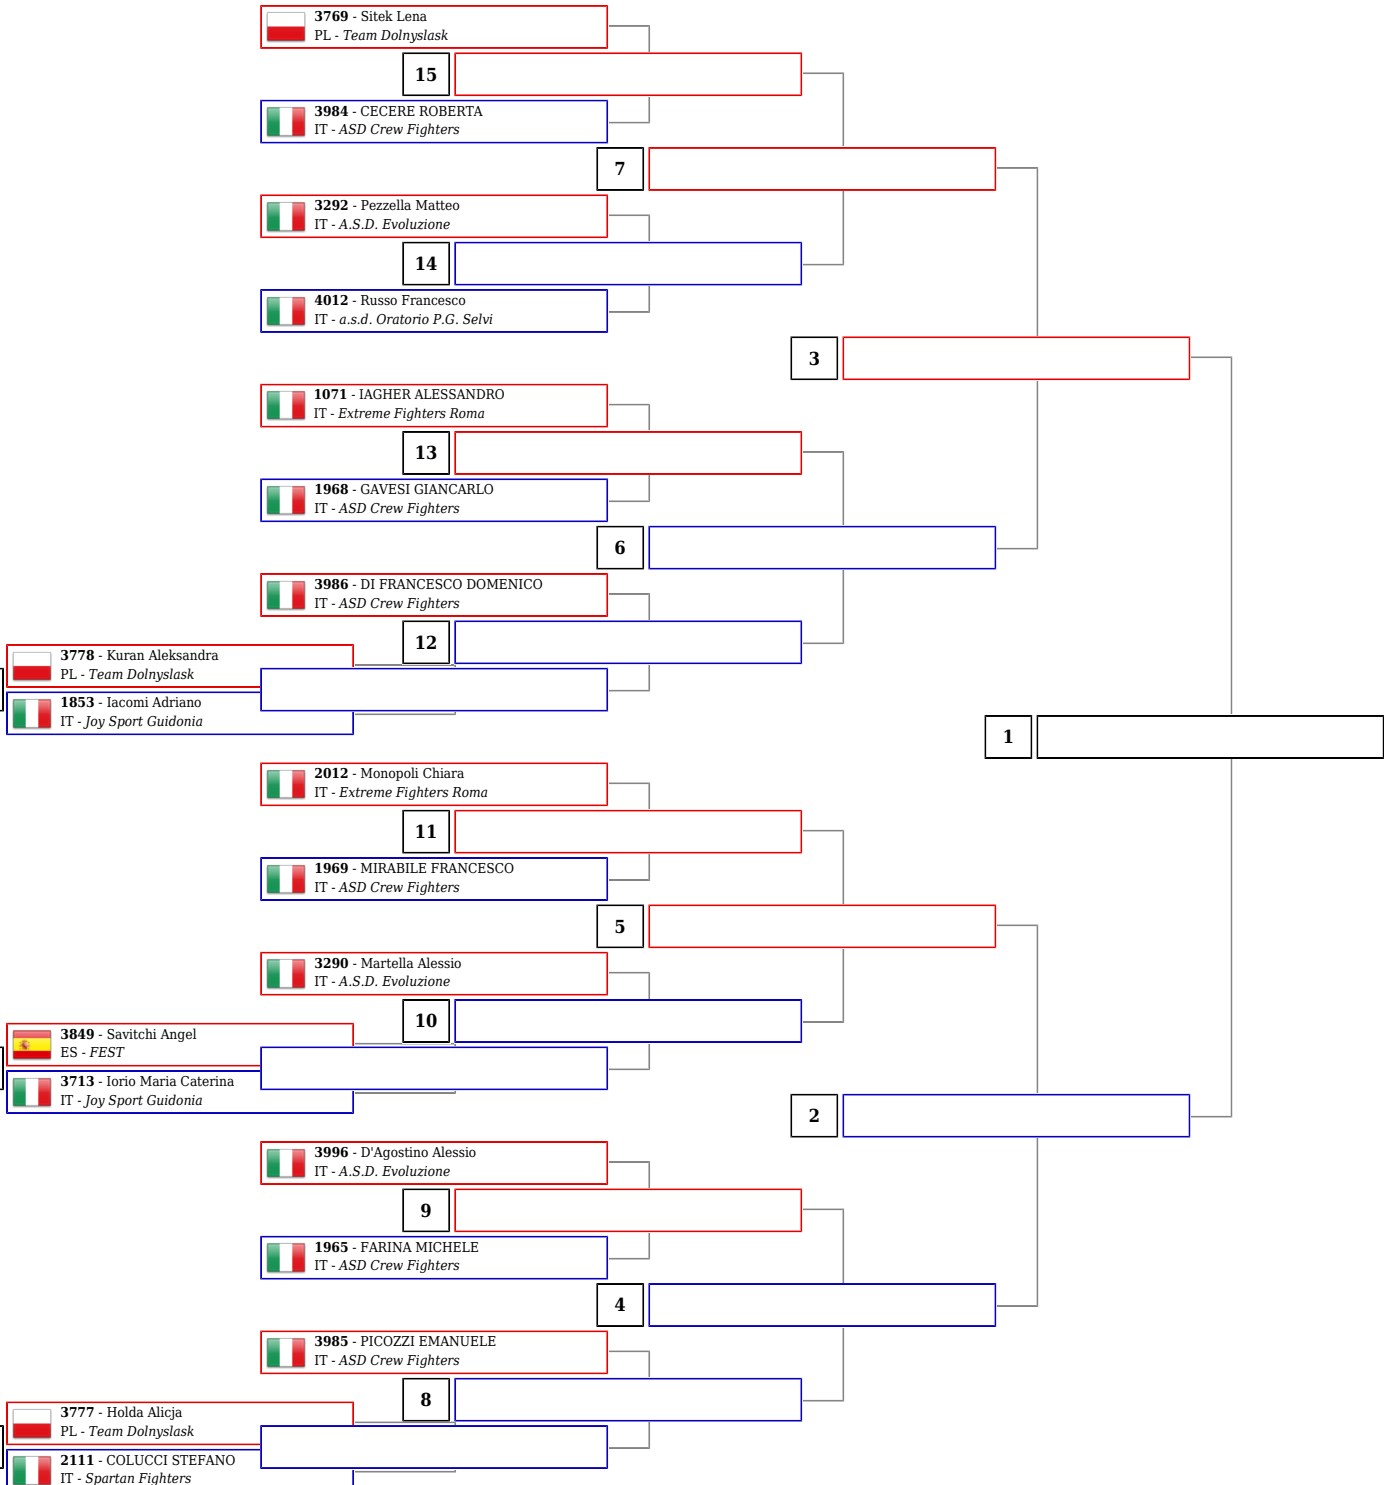 3769 - Sitek Lena
PL - Team Dolnyslask
15
3984 - CECERE ROBERTA
IT - ASD Crew Fighters
7
3292 - Pezzella Matteo
IT - A.S.D. Evoluzione
14
4012 - Russo Francesco
IT - a.s.d. Oratorio P.G. Selvi
3
1071 - IAGHER ALESSANDRO
IT - Extreme Fighters Roma
13
1968 - GAVESI GIANCARLO
IT - ASD Crew Fighters
6
3986 - DI FRANCESCO DOMENICO
IT - ASD Crew Fighters
12
3778 - Kuran Aleksandra
PL - Team Dolnyslask
1853 - Iacomi Adriano
IT - Joy Sport Guidonia
1
2012 - Monopoli Chiara
IT - Extreme Fighters Roma
11
1969 - MIRABILE FRANCESCO
IT - ASD Crew Fighters
5
3290 - Martella Alessio
IT - A.S.D. Evoluzione
10
3849 - Savitchi Angel
ES - FEST
3713 - Iorio Maria Caterina
IT - Joy Sport Guidonia
2
3996 - D'Agostino Alessio
IT - A.S.D. Evoluzione
9
1965 - FARINA MICHELE
IT - ASD Crew Fighters
4
3985 - PICOZZI EMANUELE
IT - ASD Crew Fighters
8
3777 - Holda Alicja
PL - Team Dolnyslask
2111 - COLUCCI STEFANO
IT - Spartan Fighters